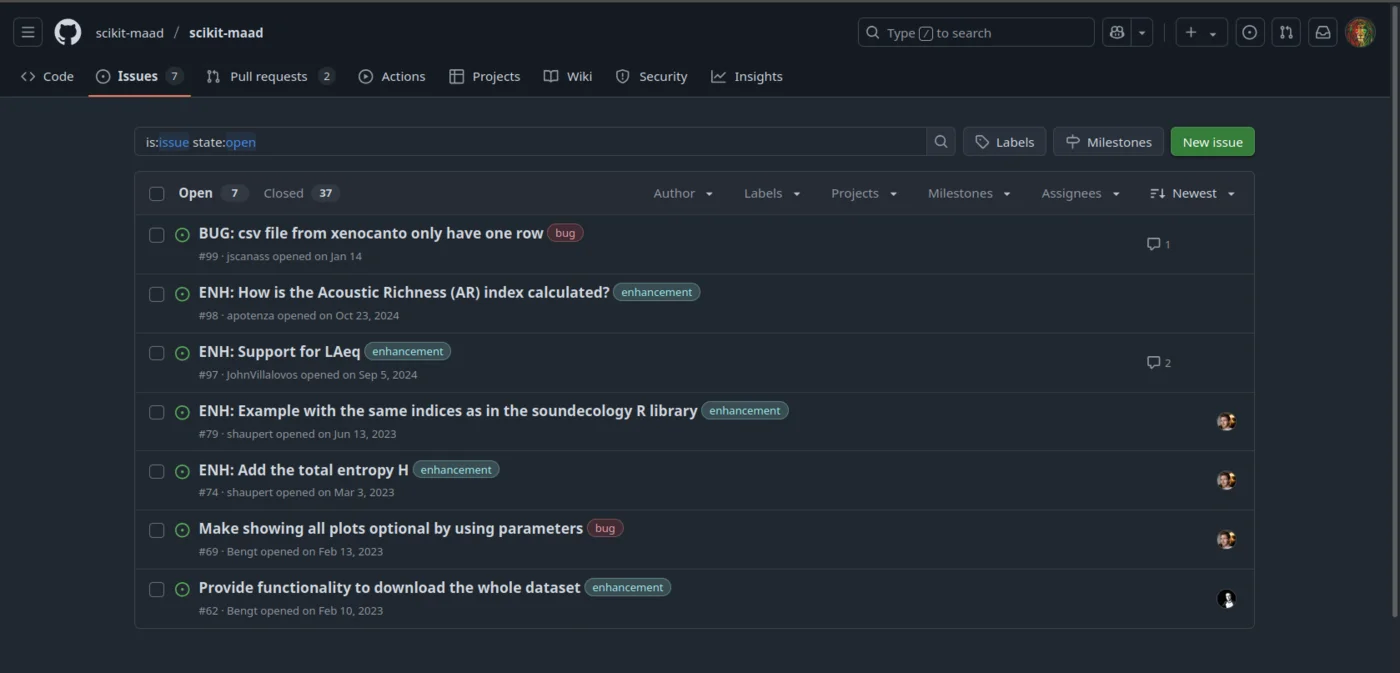 scikit-maad / scikit-maad
Type / to search
Code Issues 7 Pull requests 2 Actions Projects Wiki Security Insights
is:issue state:open
Labels Milestones New issue
Open 7 Closed 37 Author Labels Projects Milestones Assignees Newest
BUG: csv file from xenocanto only have one row bug
1
#99 · jscanass opened on Jan 14
ENH: How is the Acoustic Richness (AR) index calculated? enhancement
#98 · apotenza opened on Oct 23, 2024
ENH: Support for LAeq enhancement
2
#97 · JohnVillalovos opened on Sep 5, 2024
ENH: Example with the same indices as in the soundecology R library enhancement
#79 · shaupert opened on Jun 13, 2023
ENH: Add the total entropy H enhancement
#74 · shaupert opened on Mar 3, 2023
Make showing all plots optional by using parameters bug
#69 · Bengt opened on Feb 13, 2023
Provide functionality to download the whole dataset enhancement
#62 · Bengt opened on Feb 10, 2023